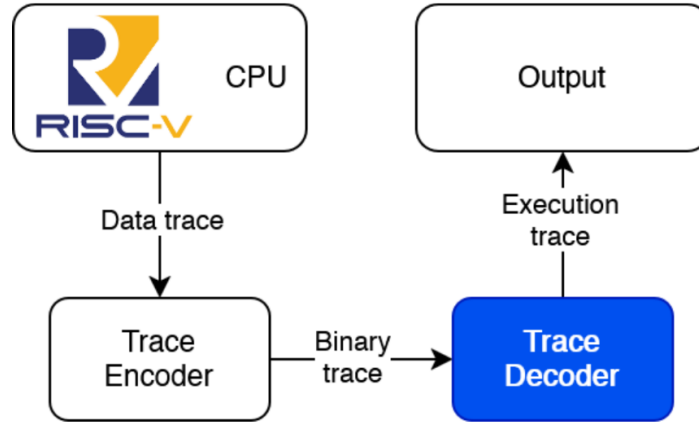 RISC-V
CPU
Output
Data trace
Execution
trace
Trace
Encoder
Binary
trace
Trace
Decoder